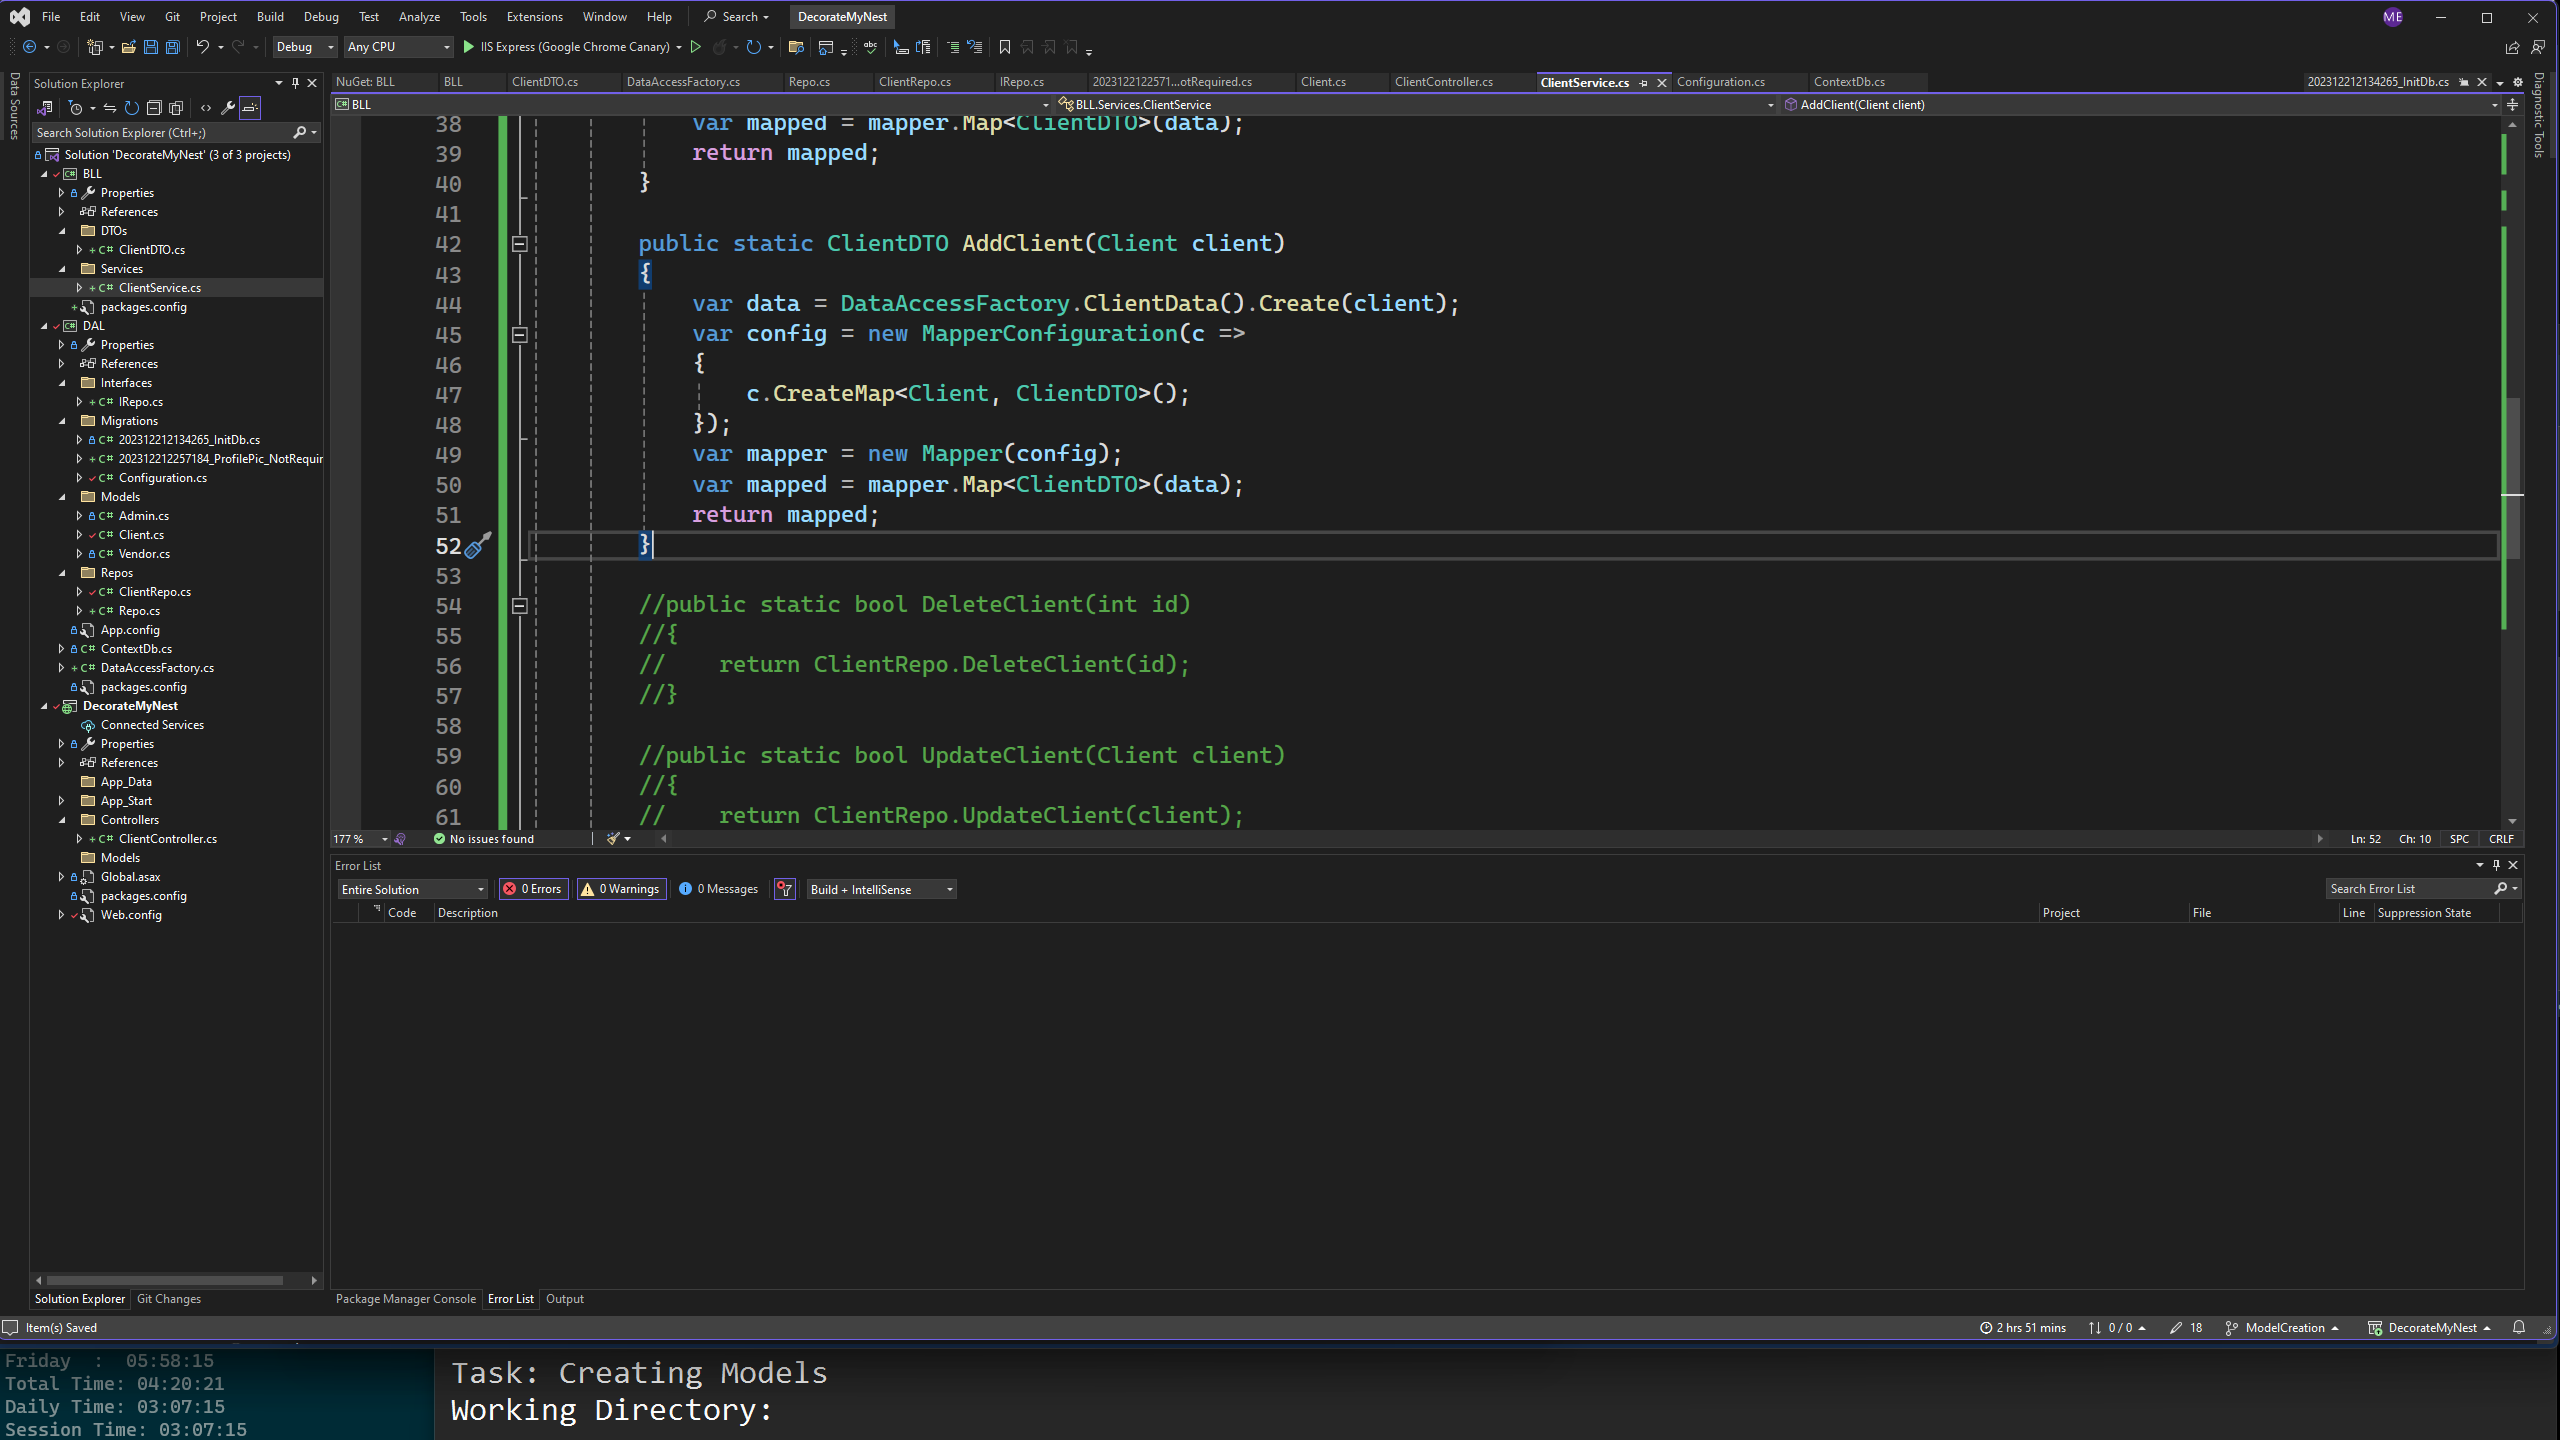 File Edit View Git Project Build Debug Test Analyze Tools Extensions Window Help Search DecorateMyNest ME
Debug Any CPU IIS Express (Google Chrome Canary)
Data Sources
Solution Explorer
Search Solution Explorer (Ctrl+;)
Solution 'DecorateMyNest' (3 of 3 projects)
BLL
Properties
References
DTOs
C# ClientDTO.cs
Services
C# ClientService.cs
packages.config
DAL
Properties
References
Interfaces
C# IRepo.cs
Migrations
C# 202312212134265_InitDb.cs
C# 202312212257184_ProfilePic_NotRequir
C# Configuration.cs
Models
C# Admin.cs
C# Client.cs
C# Vendor.cs
Repos
C# ClientRepo.cs
C# Repo.cs
App.config
C# ContextDb.cs
C# DataAccessFactory.cs
packages.config
DecorateMyNest
Connected Services
Properties
References
App_Data
App_Start
Controllers
C# ClientController.cs
Models
Global.asax
packages.config
Web.config
Solution Explorer Git Changes
NuGet: BLL BLL ClientDTO.cs DataAccessFactory.cs Repo.cs ClientRepo.cs IRepo.cs 2023122122571...otRequired.cs Client.cs ClientController.cs ClientService.cs Configuration.cs ContextDb.cs 202312212134265_InitDb.cs
BLL BLL.Services.ClientService AddClient(Client client)
38 var mapped = mapper.Map<ClientDTO>(data);
39 return mapped;
40 }
41
42 public static ClientDTO AddClient(Client client)
43 {
44 var data = DataAccessFactory.ClientData().Create(client);
45 var config = new MapperConfiguration(c =>
46 {
47 c.CreateMap<Client, ClientDTO>();
48 });
49 var mapper = new Mapper(config);
50 var mapped = mapper.Map<ClientDTO>(data);
51 return mapped;
52 }
53
54 //public static bool DeleteClient(int id)
55 //{
56 //    return ClientRepo.DeleteClient(id);
57 //}
58
59 //public static bool UpdateClient(Client client)
60 //{
61 //    return ClientRepo.UpdateClient(client);
177 % No issues found Ln: 52 Ch: 10 SPC CRLF
Diagnostic Tools
Error List
Entire Solution 0 Errors 0 Warnings 0 Messages Build + IntelliSense Search Error List
Code Description Project File Line Suppression State
Package Manager Console Error List Output
Item(s) Saved 2 hrs 51 mins 0 / 0 18 ModelCreation DecorateMyNest
Friday  :  05:58:15
Total Time: 04:20:21
Daily Time: 03:07:15
Session Time: 03:07:15
Task: Creating Models
Working Directory: